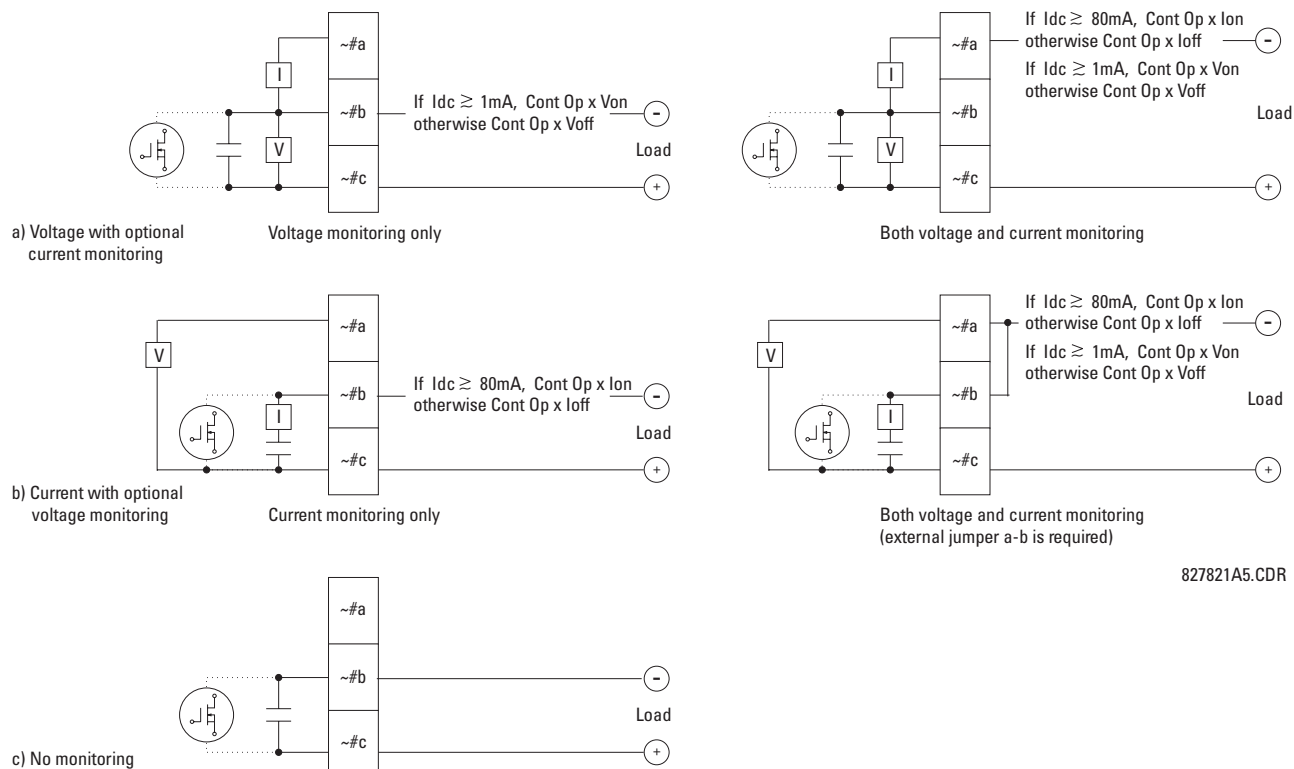 ~#a
I
~#b
If Idc ≳ 1mA, Cont Op x Von
otherwise Cont Op x Voff
-
V
Load
~#c
+
a) Voltage with optional
current monitoring
Voltage monitoring only
~#a
If Idc ≳ 80mA, Cont Op x Ion
otherwise Cont Op x Ioff
-
If Idc ≳ 1mA, Cont Op x Von
otherwise Cont Op x Voff
I
~#b
Load
V
~#c
+
Both voltage and current monitoring
~#a
V
~#b
If Idc ≳ 80mA, Cont Op x Ion
otherwise Cont Op x Ioff
-
I
Load
~#c
+
b) Current with optional
voltage monitoring
Current monitoring only
~#a
If Idc ≳ 80mA, Cont Op x Ion
otherwise Cont Op x Ioff
-
If Idc ≳ 1mA, Cont Op x Von
otherwise Cont Op x Voff
V
~#b
I
Load
~#c
+
Both voltage and current monitoring
(external jumper a-b is required)
827821A5.CDR
~#a
~#b
-
Load
~#c
+
c) No monitoring